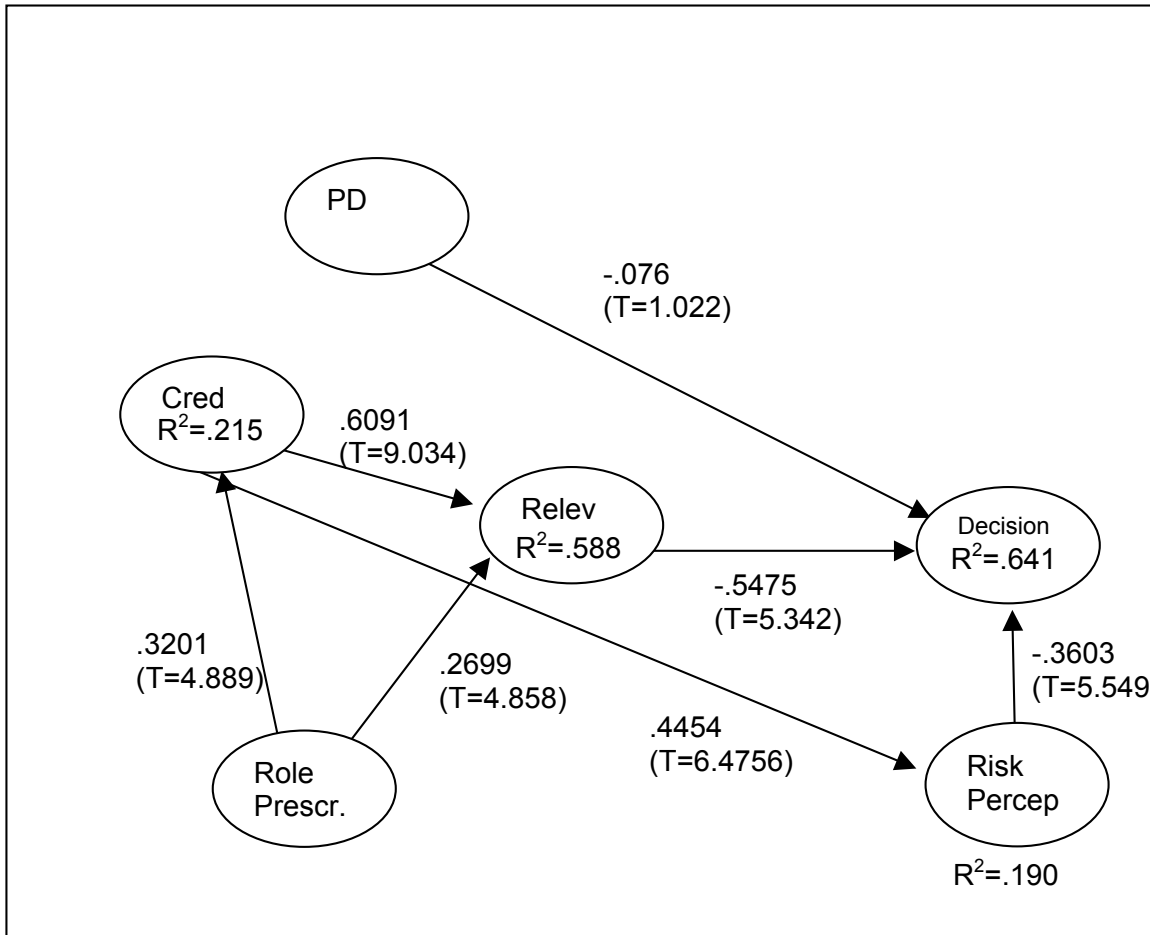 PD
-.076
(T=1.022)
Cred
R²=.215
.6091
(T=9.034)
Relev
R²=.588
Decision
R²=.641
-.5475
(T=5.342)
.3201
(T=4.889)
.2699
(T=4.858)
-.3603
(T=5.549
.4454
(T=6.4756)
Role
Prescr.
Risk
Percep
R²=.190